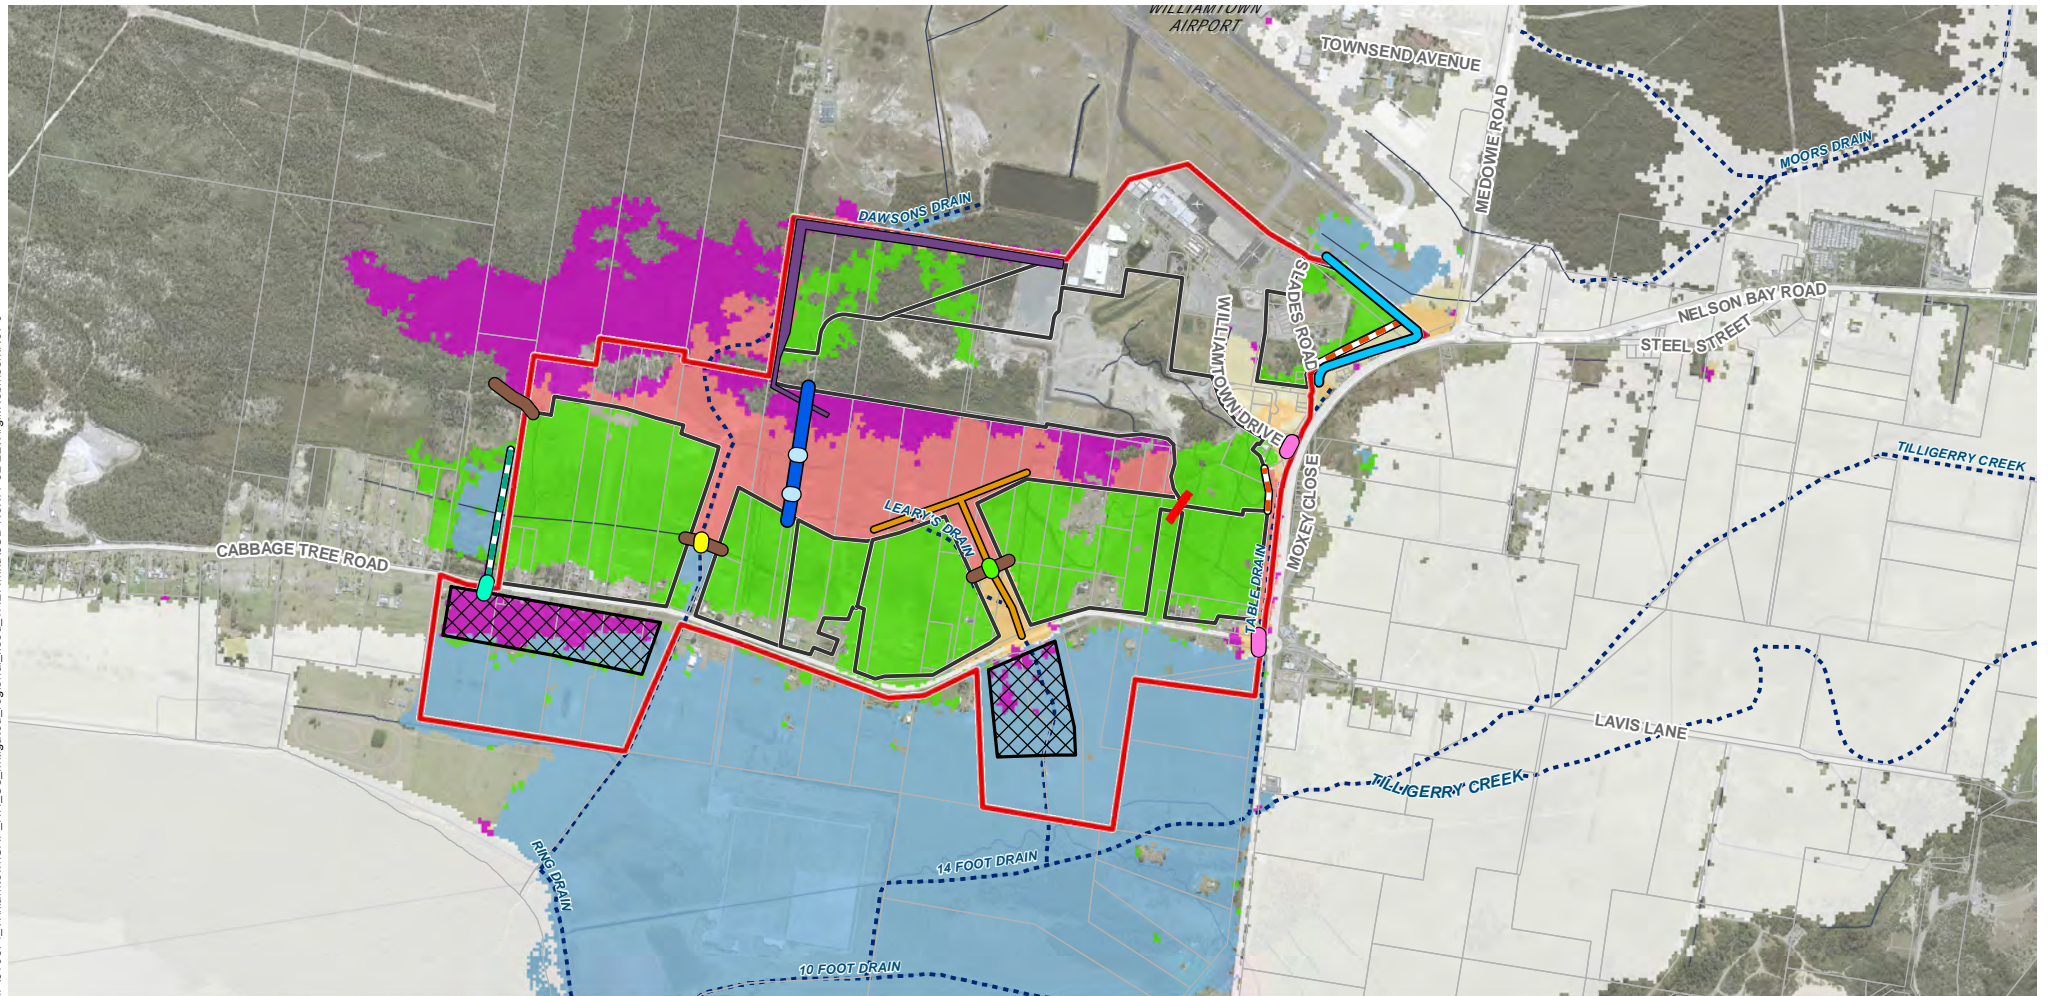 WILLIAMTOWN
AIRPORT
TOWNSEND AVENUE
MEDOWIE ROAD
MOORS DRAIN
DAWSONS DRAIN
SLADES ROAD
NELSON BAY ROAD
STEEL STREET
WILLIAMTOWN DRIVE
TILLIGERRY CREEK
MOXEY CLOSE
LEARY'S DRAIN
CABBAGE TREE ROAD
TABLE DRAIN
LAVIS LANE
TILLIGERRY CREEK
RING DRAIN
14 FOOT DRAIN
10 FOOT DRAIN